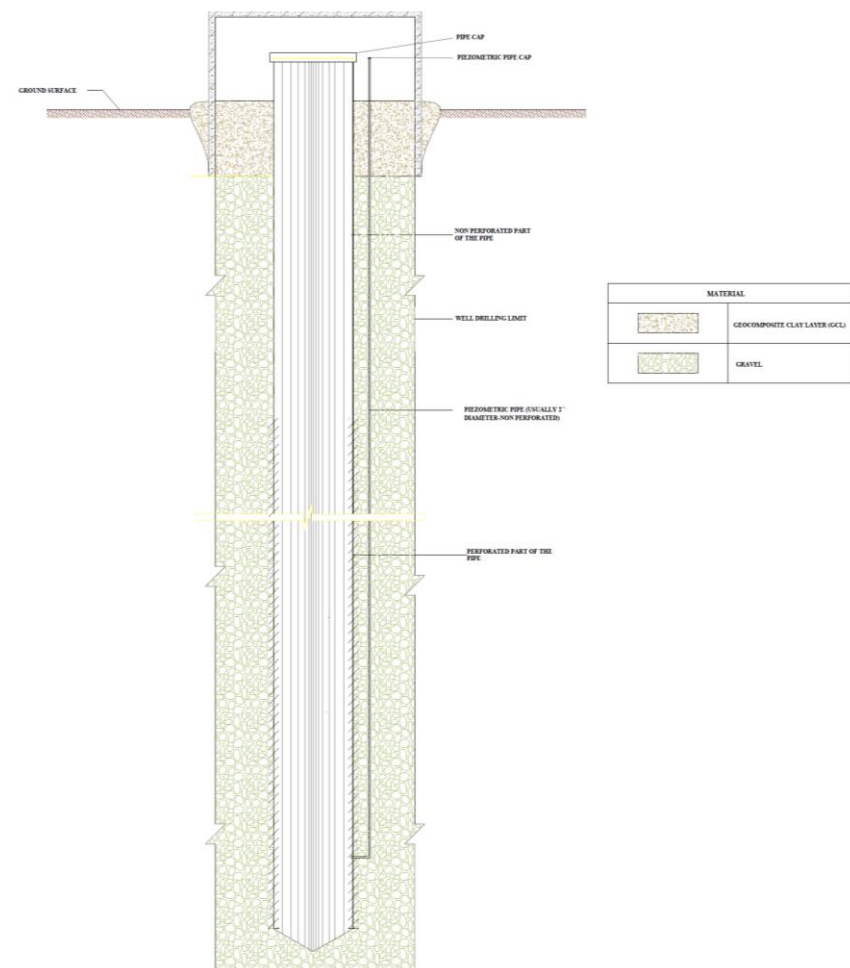 PIPE CAP
PIEZOMETRIC PIPE CAP
GROUND SURFACE
NON PERFORATED PART
OF THE PIPE
WELL DRILLING LIMIT
PIEZOMETRIC PIPE (USUALLY 2''
DIAMETER-NON PERFORATED)
PERFORATED PART OF THE
PIPE
MATERIAL
GEOCOMPOSITE CLAY LAYER (GCL)
GRAVEL